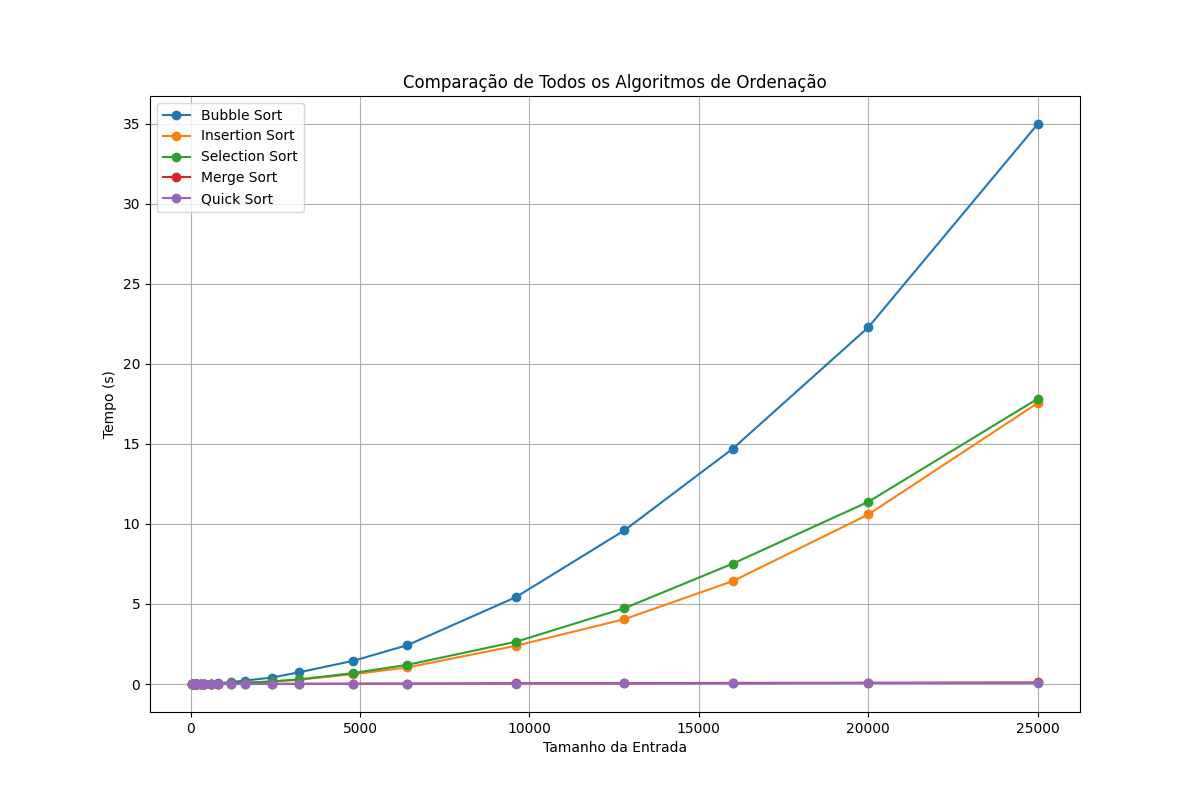 Comparação de Todos os Algoritmos de Ordenação
Bubble Sort
Insertion Sort
Selection Sort
Merge Sort
Quick Sort
Tempo (s)
35
30
25
20
15
10
5
0
0 5000 10000 15000 20000 25000
Tamanho da Entrada